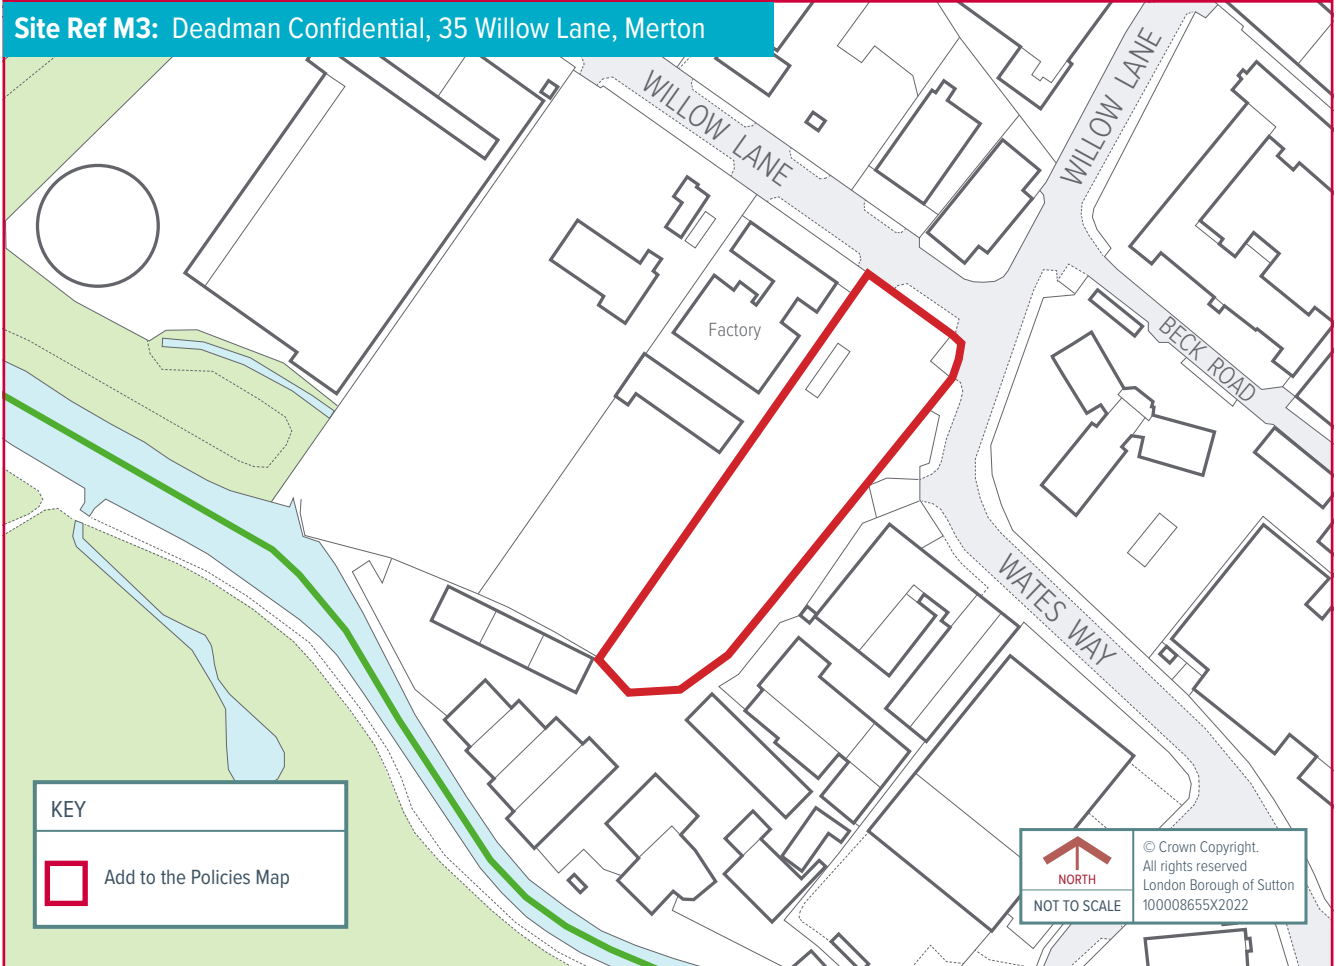 Site Ref M3: Deadman Confidential, 35 Willow Lane, Merton
WILLOW LANE
WILLOW LANE
Factory
BECK ROAD
WATES WAY
KEY
Add to the Policies Map
NORTH
NOT TO SCALE
© Crown Copyright.
All rights reserved
London Borough of Sutton
100008655X2022